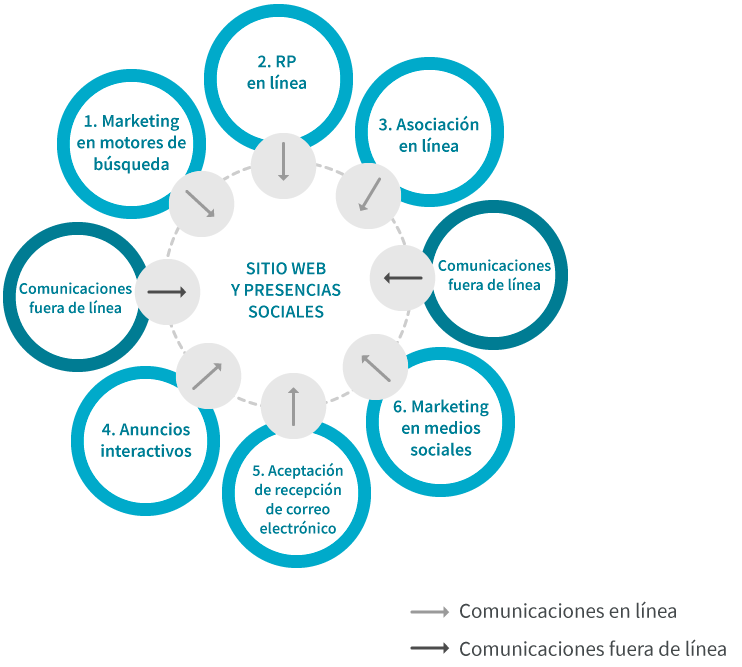 2. RP
en línea
1. Marketing
en motores de
búsqueda
3. Asociación
en línea
Comunicaciones
fuera de línea
SITIO WEB
Y PRESENCIAS
SOCIALES
Comunicaciones
fuera de línea
4. Anuncios
interactivos
5. Aceptación
de recepción
de correo
electrónico
6. Marketing
en medios
sociales
Comunicaciones en línea
Comunicaciones fuera de línea